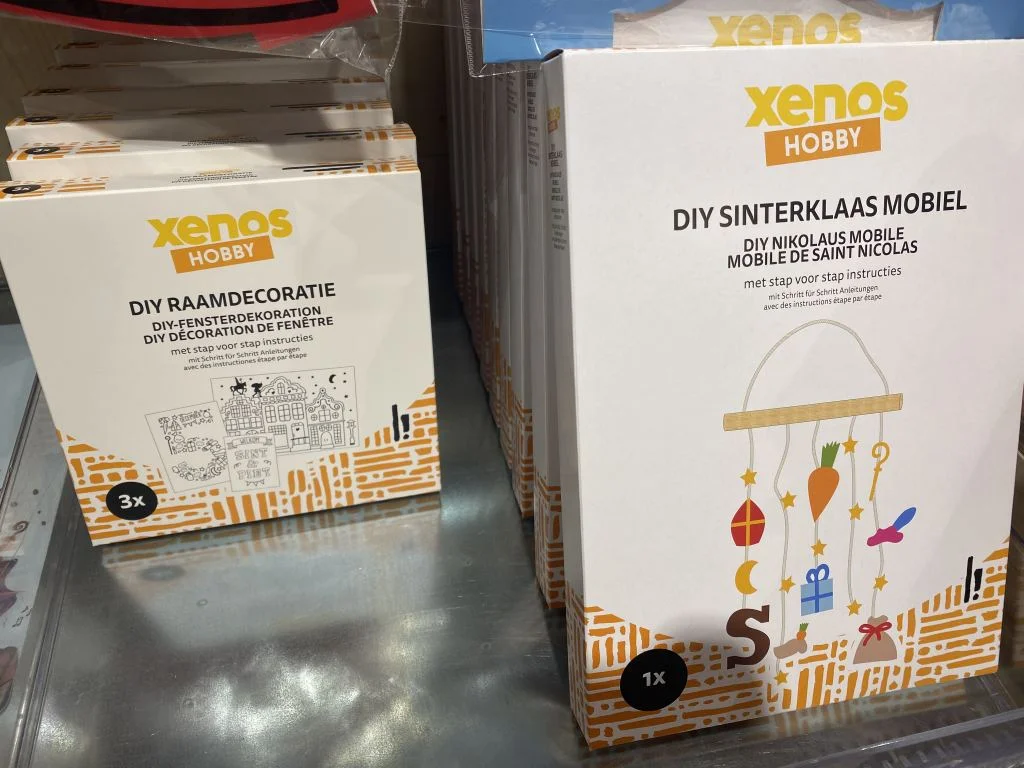 xenos
HOBBY
DIY RAAMDECORATIE
DIY-FENSTERDEKORATION
DIY DÉCORATION DE FENÊTRE
met stap voor stap instructies
mit Schritt für Schritt Anleitungen
avec des instructiones étape par étape
WELKOM
SINT
&
PIET
3x
xenos
xenos
HOBBY
DIY SINTERKLAAS MOBIEL
DIY NIKOLAUS MOBILE
MOBILE DE SAINT NICOLAS
met stap voor stap instructies
mit Schritt für Schritt Anleitungen
avec des instructions étape par étape
S
1x